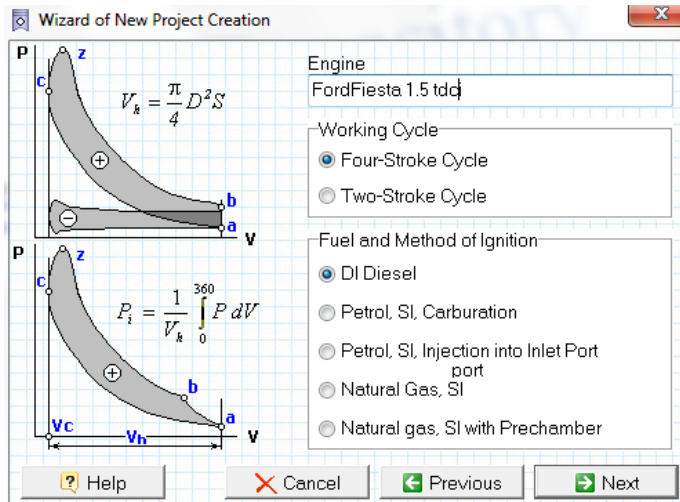 Wizard of New Project Creation
x
P
z
c
V_h = π/4 D²S
+
b
−
a
V
P
z
c
P_i = 1/V_h ∫₀³⁶⁰ P dV
+
b
a
Vc
Vh
V
Engine
FordFiesta 1.5 tdci
Working Cycle
Four-Stroke Cycle
Two-Stroke Cycle
Fuel and Method of Ignition
DI Diesel
Petrol, SI, Carburation
Petrol, SI, Injection into Inlet Port
port
Natural Gas, SI
Natural gas, SI with Prechamber
? Help
Cancel
Previous
Next